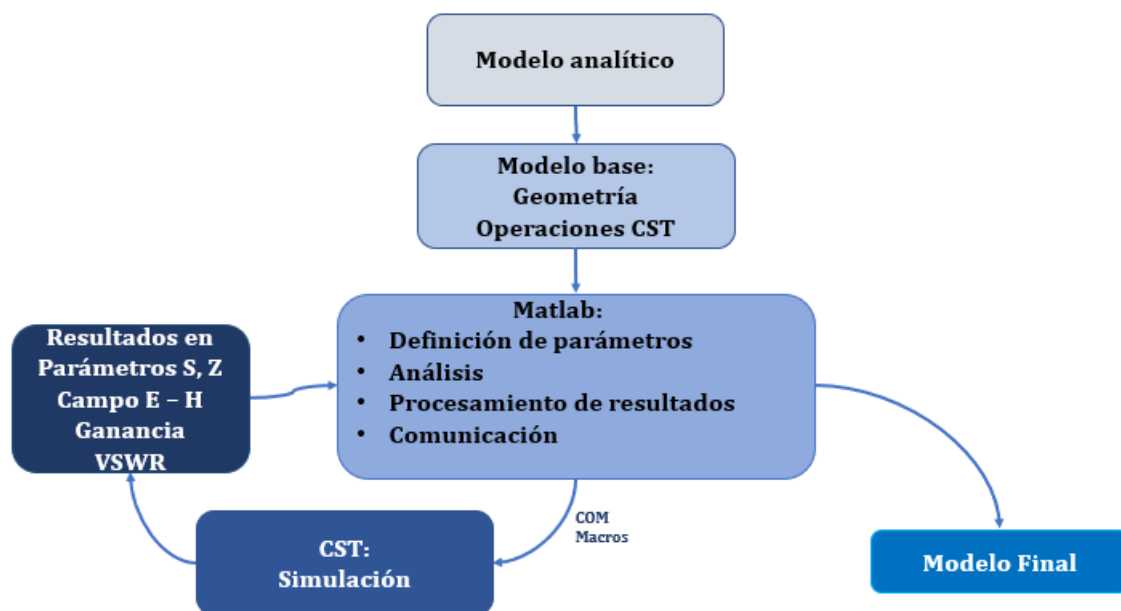 Modelo analítico
Modelo base:
Geometría
Operaciones CST
Matlab:
• Definición de parámetros
• Análisis
• Procesamiento de resultados
• Comunicación
Resultados en
Parámetros S, Z
Campo E – H
Ganancia
VSWR
COM
Macros
CST:
Simulación
Modelo Final